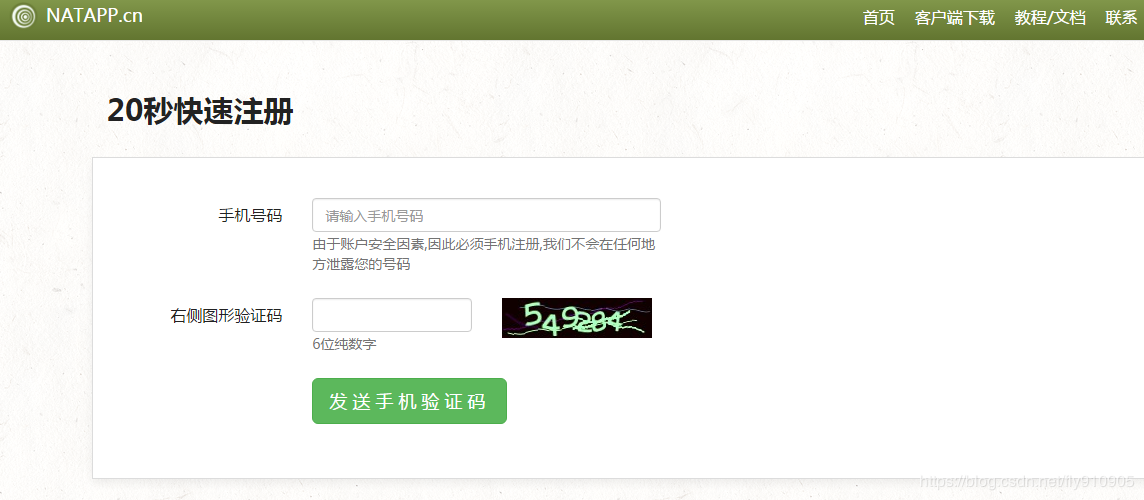 NATAPP.cn
首页 客户端下载 教程/文档 联系
20秒快速注册
手机号码 请输入手机号码
由于账户安全因素,因此必须手机注册,我们不会在任何地
方泄露您的号码
右侧图形验证码 549284
6位纯数字
发送手机验证码
https://blog.csdn.net/lly910905